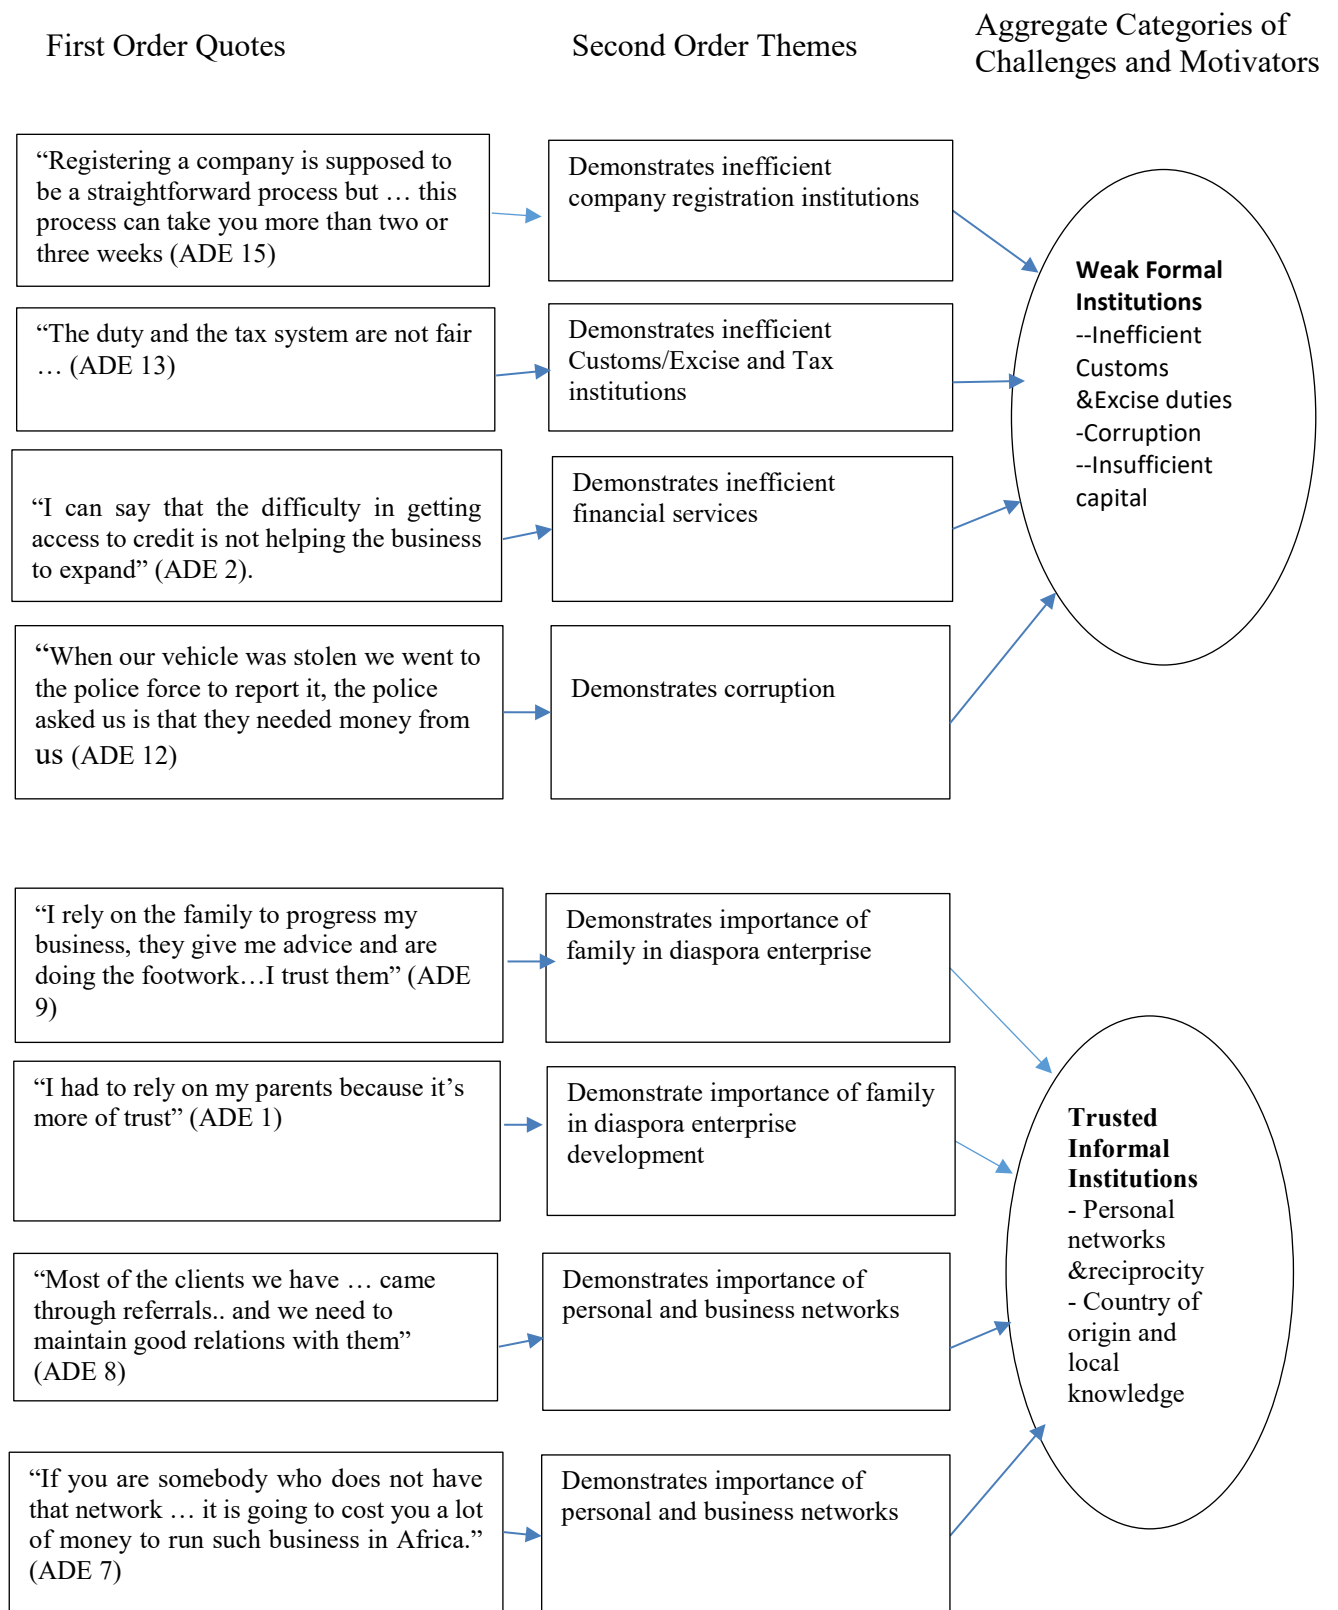 First Order Quotes
Second Order Themes
Aggregate Categories of
Challenges and Motivators
“Registering a company is supposed to
be a straightforward process but … this
process can take you more than two or
three weeks (ADE 15)
Demonstrates inefficient
company registration institutions
“The duty and the tax system are not fair
… (ADE 13)
Demonstrates inefficient
Customs/Excise and Tax
institutions
“I can say that the difficulty in getting
access to credit is not helping the business
to expand” (ADE 2).
Demonstrates inefficient
financial services
“When our vehicle was stolen we went to
the police force to report it, the police
asked us is that they needed money from
us (ADE 12)
Demonstrates corruption
Weak Formal
Institutions
--Inefficient
Customs
&Excise duties
-Corruption
--Insufficient
capital
“I rely on the family to progress my
business, they give me advice and are
doing the footwork…I trust them” (ADE
9)
Demonstrates importance of
family in diaspora enterprise
“I had to rely on my parents because it’s
more of trust” (ADE 1)
Demonstrate importance of family
in diaspora enterprise
development
“Most of the clients we have … came
through referrals.. and we need to
maintain good relations with them”
(ADE 8)
Demonstrates importance of
personal and business networks
“If you are somebody who does not have
that network … it is going to cost you a lot
of money to run such business in Africa.”
(ADE 7)
Demonstrates importance of
personal and business networks
Trusted
Informal
Institutions
- Personal
networks
&reciprocity
- Country of
origin and
local
knowledge